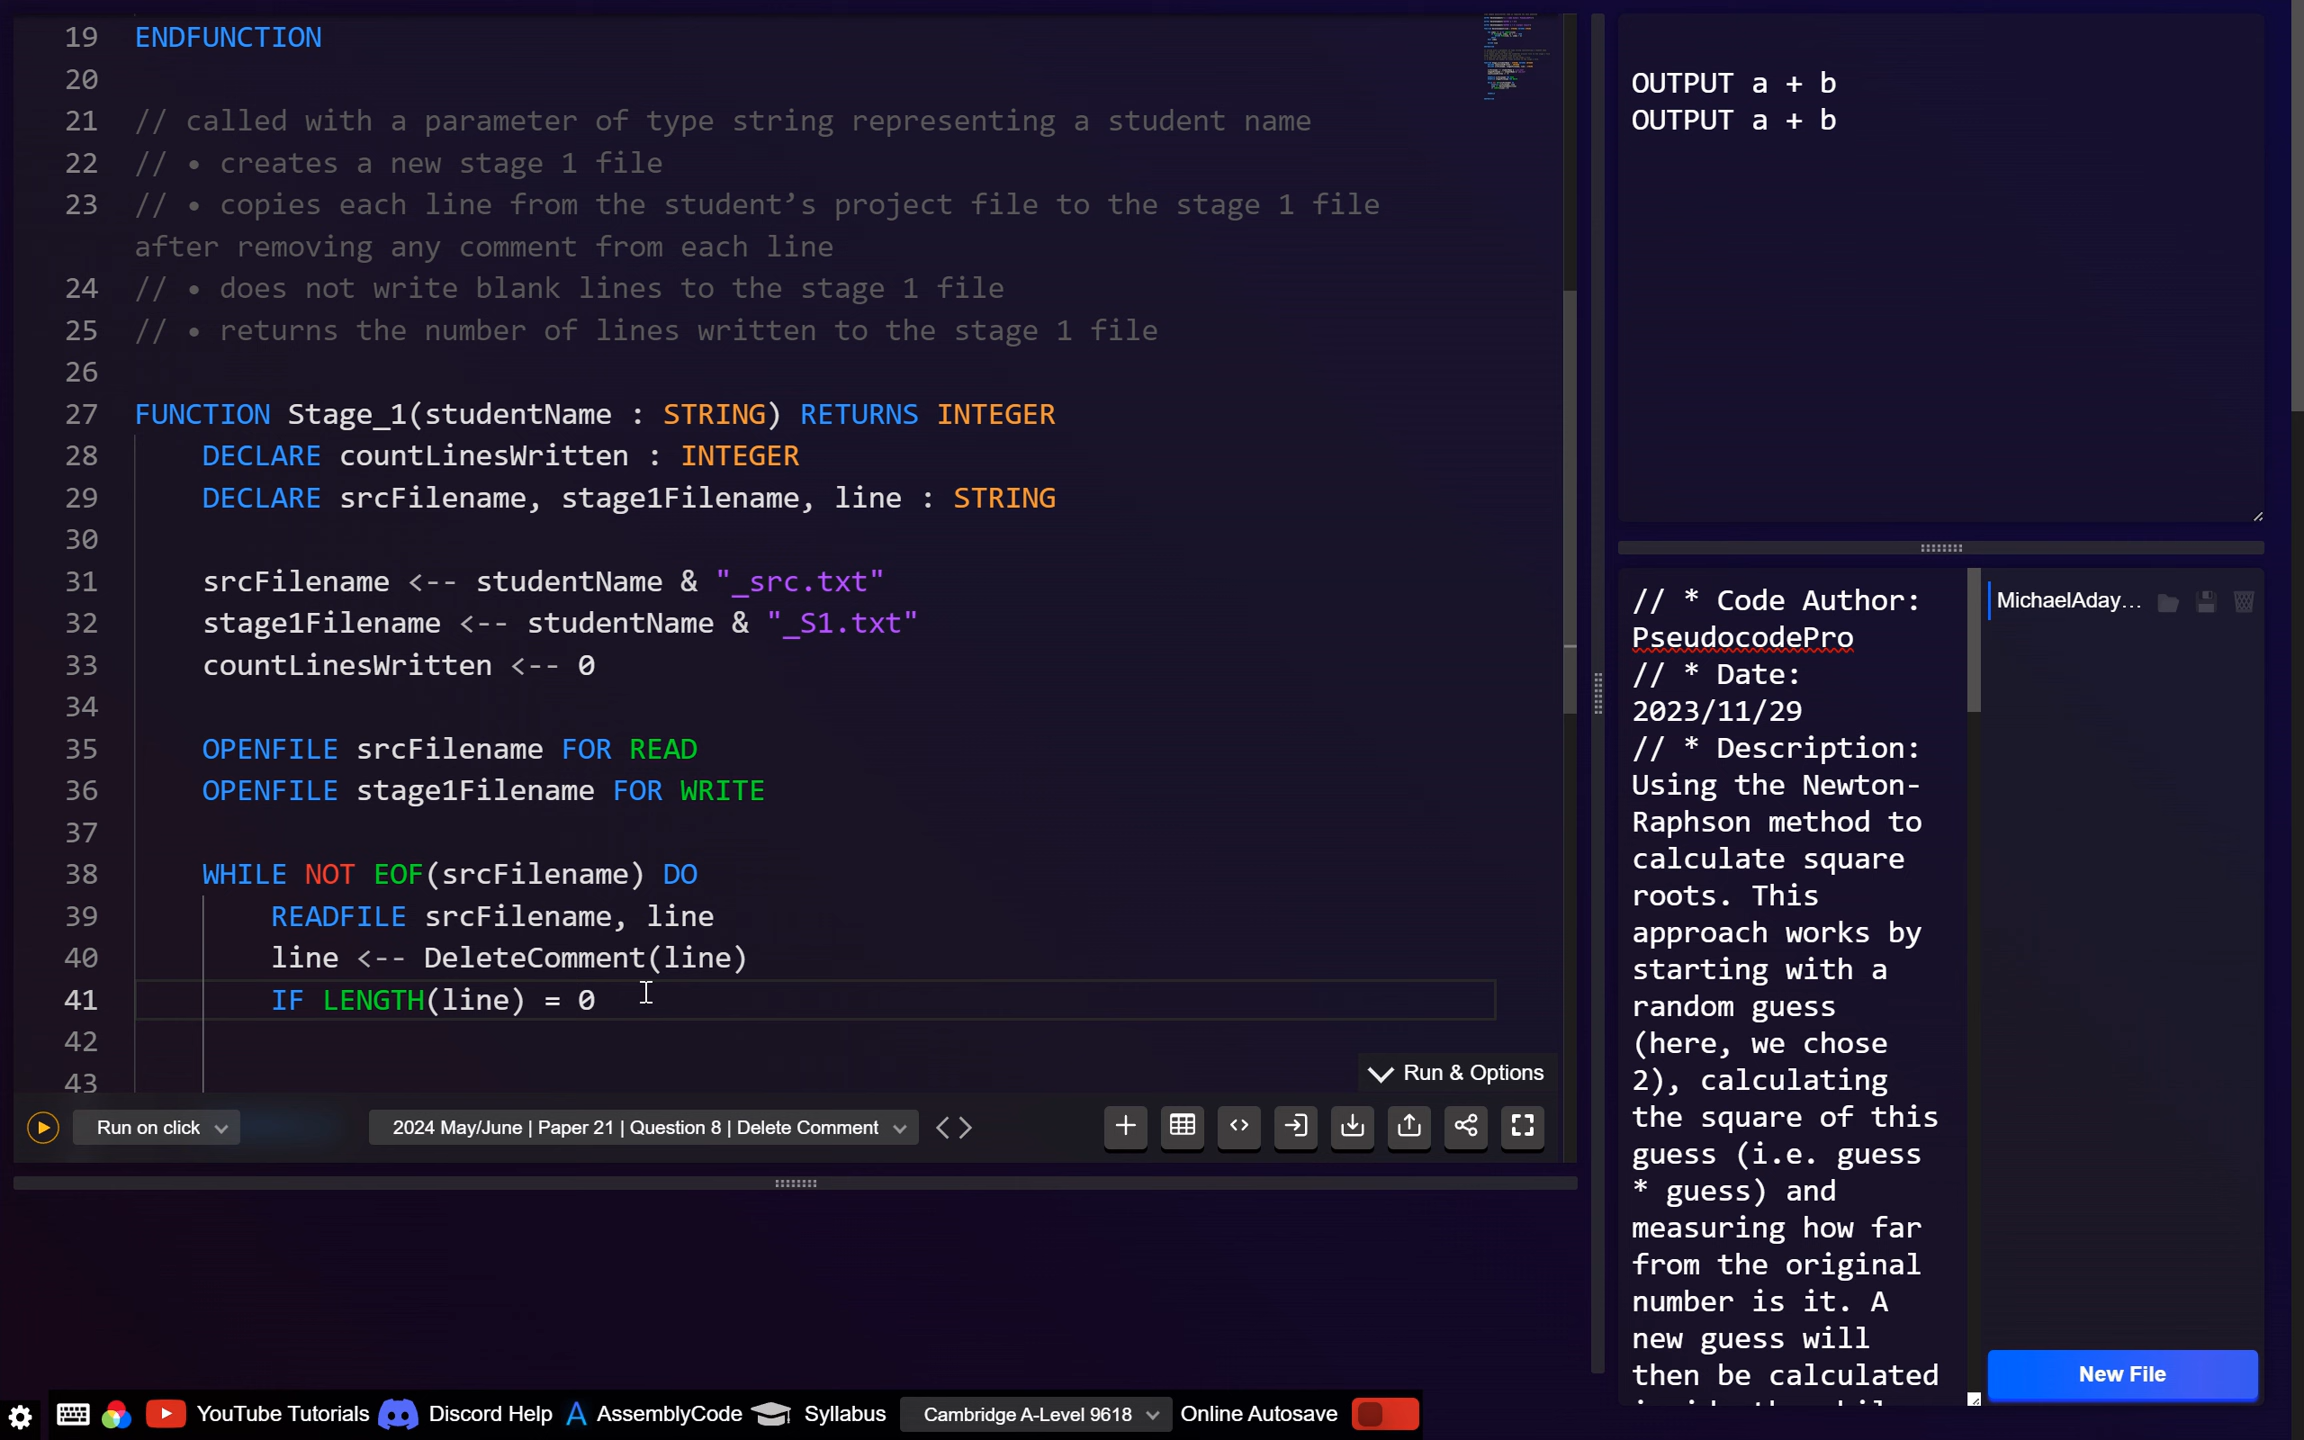 19 ENDFUNCTION
20
21 // called with a parameter of type string representing a student name
22 // • creates a new stage 1 file
23 // • copies each line from the student’s project file to the stage 1 file
after removing any comment from each line
24 // • does not write blank lines to the stage 1 file
25 // • returns the number of lines written to the stage 1 file
26
27 FUNCTION Stage_1(studentName : STRING) RETURNS INTEGER
28 DECLARE countLinesWritten : INTEGER
29 DECLARE srcFilename, stage1Filename, line : STRING
30
31 srcFilename <-- studentName & "_src.txt"
32 stage1Filename <-- studentName & "_S1.txt"
33 countLinesWritten <-- 0
34
35 OPENFILE srcFilename FOR READ
36 OPENFILE stage1Filename FOR WRITE
37
38 WHILE NOT EOF(srcFilename) DO
39 READFILE srcFilename, line
40 line <-- DeleteComment(line)
41 IF LENGTH(line) = 0
42
43
Run & Options
Run on click
2024 May/June | Paper 21 | Question 8 | Delete Comment
OUTPUT a + b
OUTPUT a + b
// * Code Author:
PseudocodePro
// * Date:
2023/11/29
// * Description:
Using the Newton-
Raphson method to
calculate square
roots. This
approach works by
starting with a
random guess
(here, we chose
2), calculating
the square of this
guess (i.e. guess
* guess) and
measuring how far
from the original
number is it. A
new guess will
then be calculated
MichaelAday...
New File
YouTube Tutorials
Discord Help
AssemblyCode
Syllabus
Cambridge A-Level 9618
Online Autosave